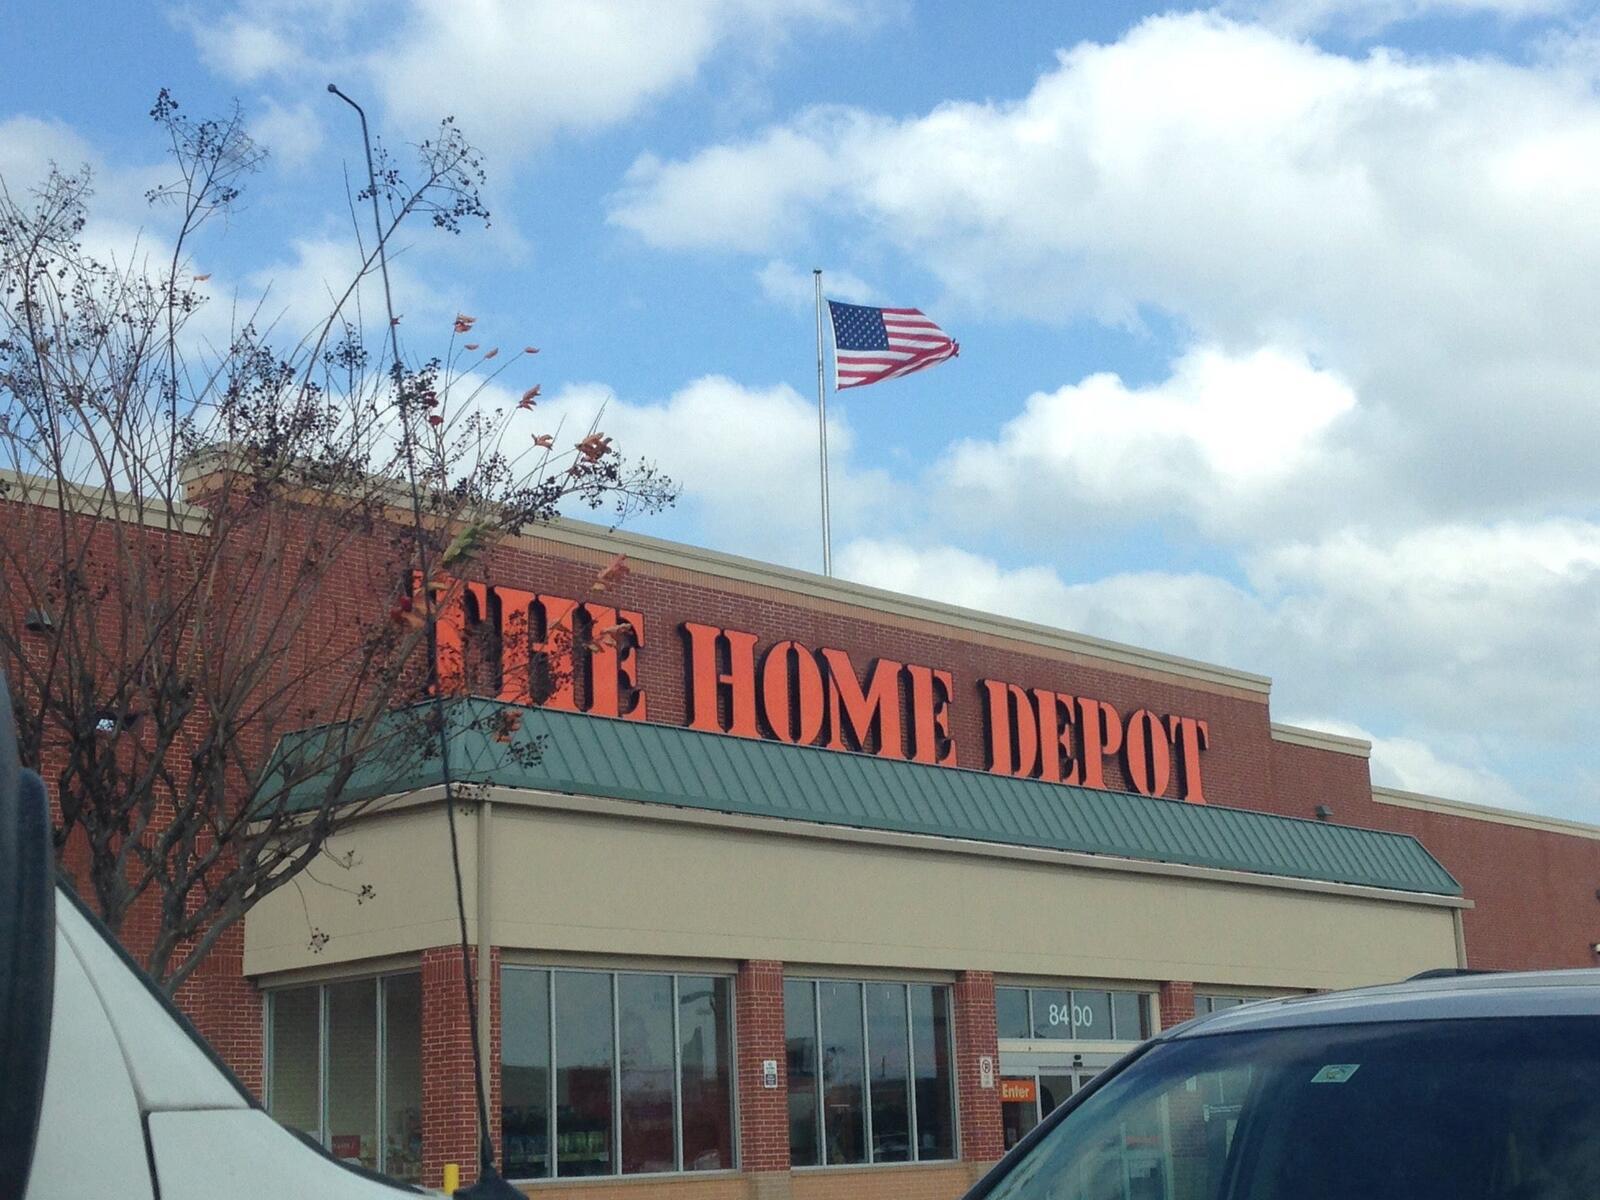 THE HOME DEPOT
8400
Enter